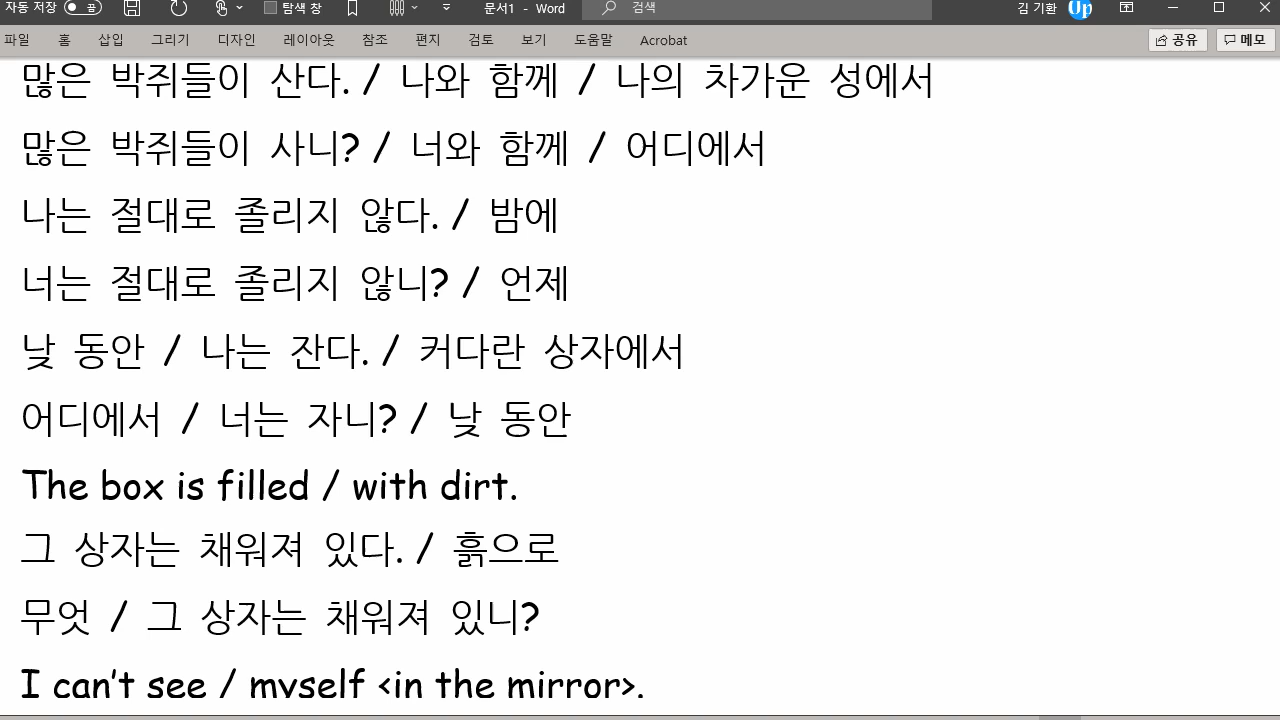 자동 저장 끔 탐색 창 문서1 - Word 검색 김 기환 Up
파일 홈 삽입 그리기 디자인 레이아웃 참조 편지 검토 보기 도움말 Acrobat 공유 메모
많은 박쥐들이 산다. / 나와 함께 / 나의 차가운 성에서
많은 박쥐들이 사니? / 너와 함께 / 어디에서
나는 절대로 졸리지 않다. / 밤에
너는 절대로 졸리지 않니? / 언제
낮 동안 / 나는 잔다. / 커다란 상자에서
어디에서 / 너는 자니? / 낮 동안
The box is filled / with dirt.
그 상자는 채워져 있다. / 흙으로
무엇 / 그 상자는 채워져 있니?
I can't see / myself <in the mirror>.